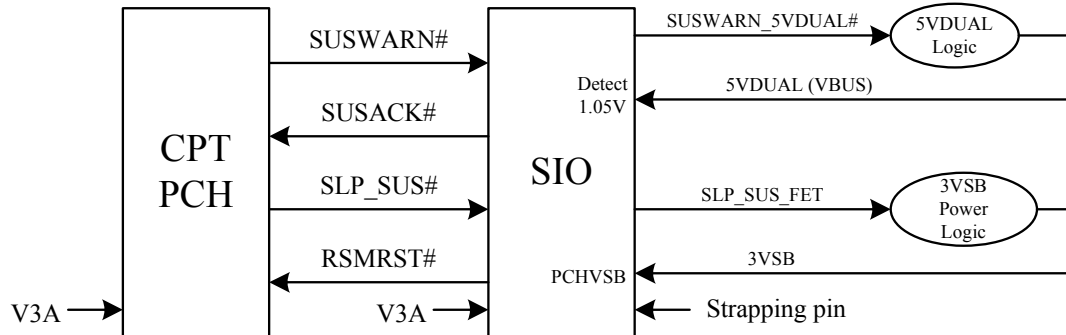 SUSWARN#
SUSACK#
SLP_SUS#
RSMRST#
V3A
CPT
PCH
SIO
V3A
Detect
1.05V
PCHVSB
SUSWARN_5VDUAL#
5VDUAL
Logic
5VDUAL (VBUS)
SLP_SUS_FET
3VSB
Power
Logic
3VSB
Strapping pin